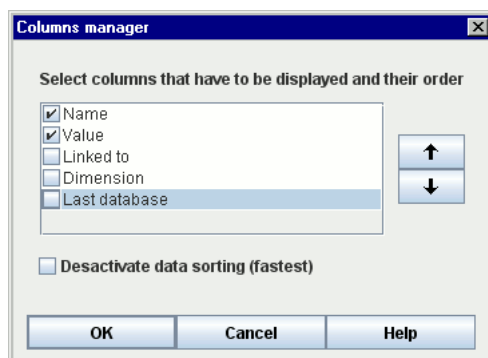 Columns manager
Select columns that have to be displayed and their order
Name
Value
Linked to
Dimension
Last database
Desactivate data sorting (fastest)
OK
Cancel
Help